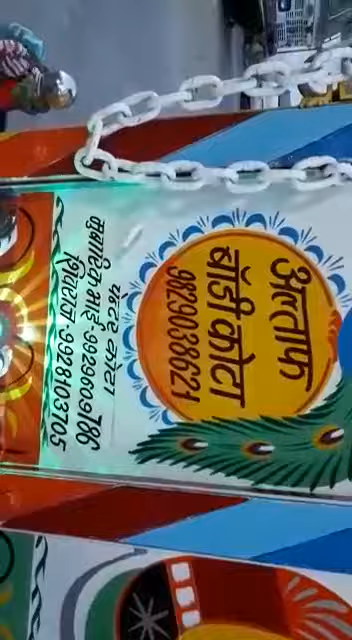 अल्ताफ
बॉडी कोटा
9829038621
पेंटर कोटा
मुबारिक भाई-9929609786
शिराज-9928103705